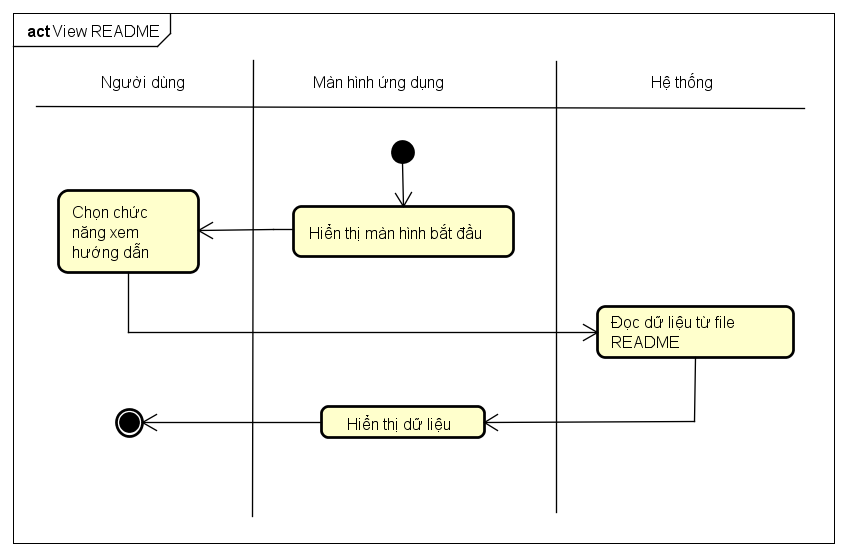 act View README
Người dùng
Màn hình ứng dụng
Hệ thống
Chọn chức
năng xem
hướng dẫn
Hiển thị màn hình bắt đầu
Đọc dữ liệu từ file
README
Hiển thị dữ liệu